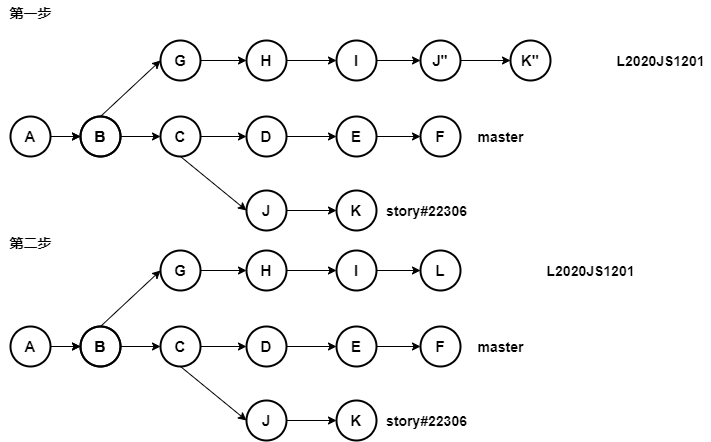 第一步
G H I J" K" L2020JS1201
A B C D E F master
J K story#22306
第二步
G H I L L2020JS1201
A B C D E F master
J K story#22306